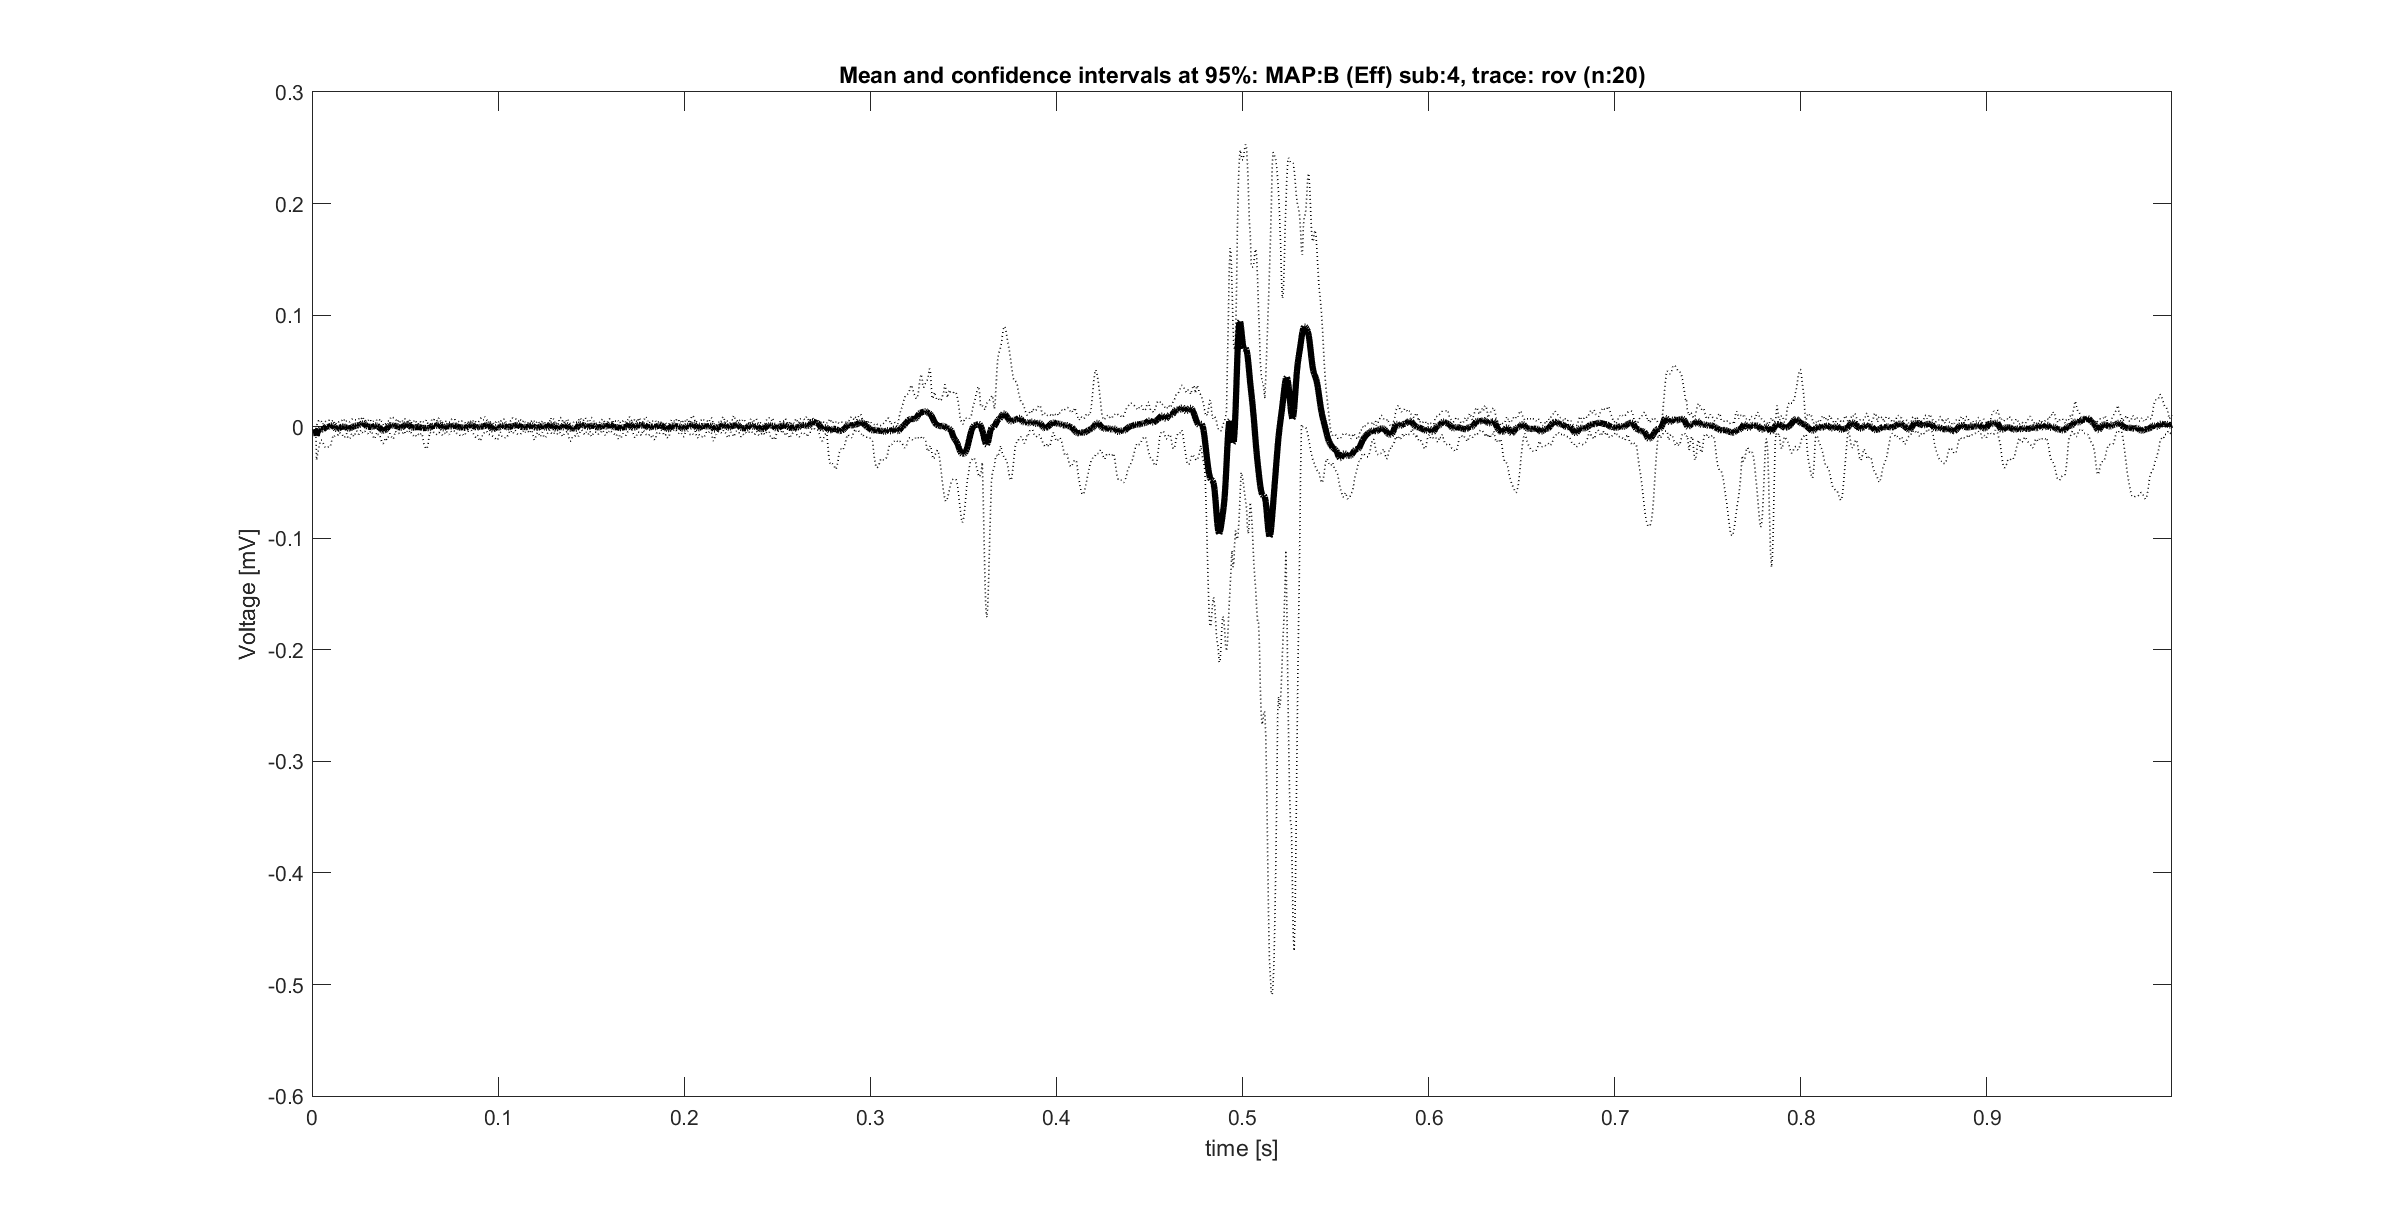 Mean and confidence intervals at 95%: MAP:B (Eff) sub:4, trace: rov (n:20)
0.3
0.2
0.1
0
-0.1
-0.2
-0.3
-0.4
-0.5
-0.6
Voltage [mV]
0 0.1 0.2 0.3 0.4 0.5 0.6 0.7 0.8 0.9
time [s]